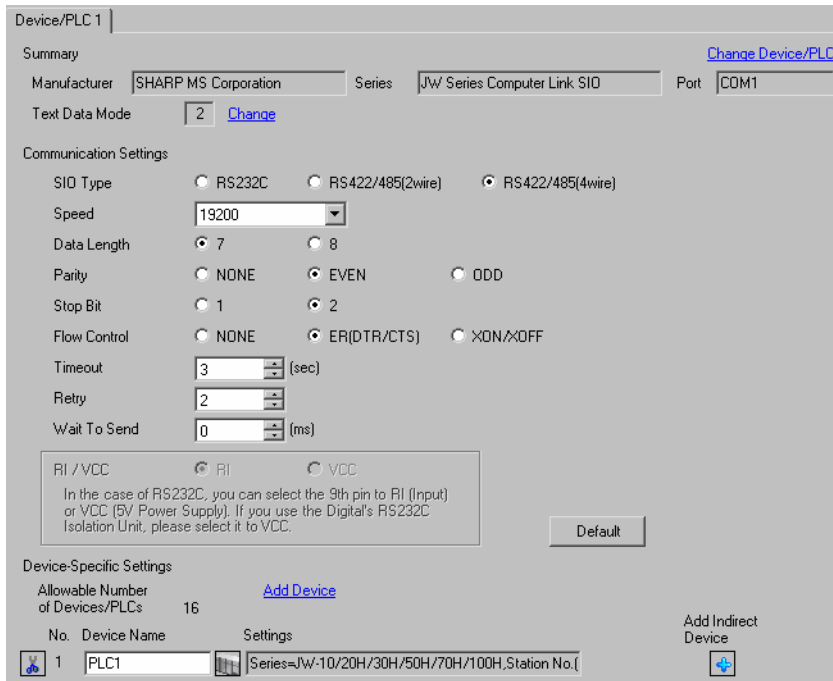 Device/PLC 1
Summary
Change Device/PLC
Manufacturer SHARP MS Corporation Series JW Series Computer Link SIO Port COM1
Text Data Mode 2 Change
Communication Settings
SIO Type RS232C RS422/485(2wire) RS422/485(4wire)
Speed 19200
Data Length 7 8
Parity NONE EVEN ODD
Stop Bit 1 2
Flow Control NONE ER(DTR/CTS) XON/XOFF
Timeout 3 (sec)
Retry 2
Wait To Send 0 (ms)
RI / VCC RI VCC
In the case of RS232C, you can select the 9th pin to RI (Input)
or VCC (5V Power Supply). If you use the Digital's RS232C
Isolation Unit, please select it to VCC.
Default
Device-Specific Settings
Allowable Number
of Devices/PLCs 16
Add Device
Add Indirect
Device
No. Device Name Settings
1 PLC1 Series=JW-10/20H/30H/50H/70H/100H,Station No.(